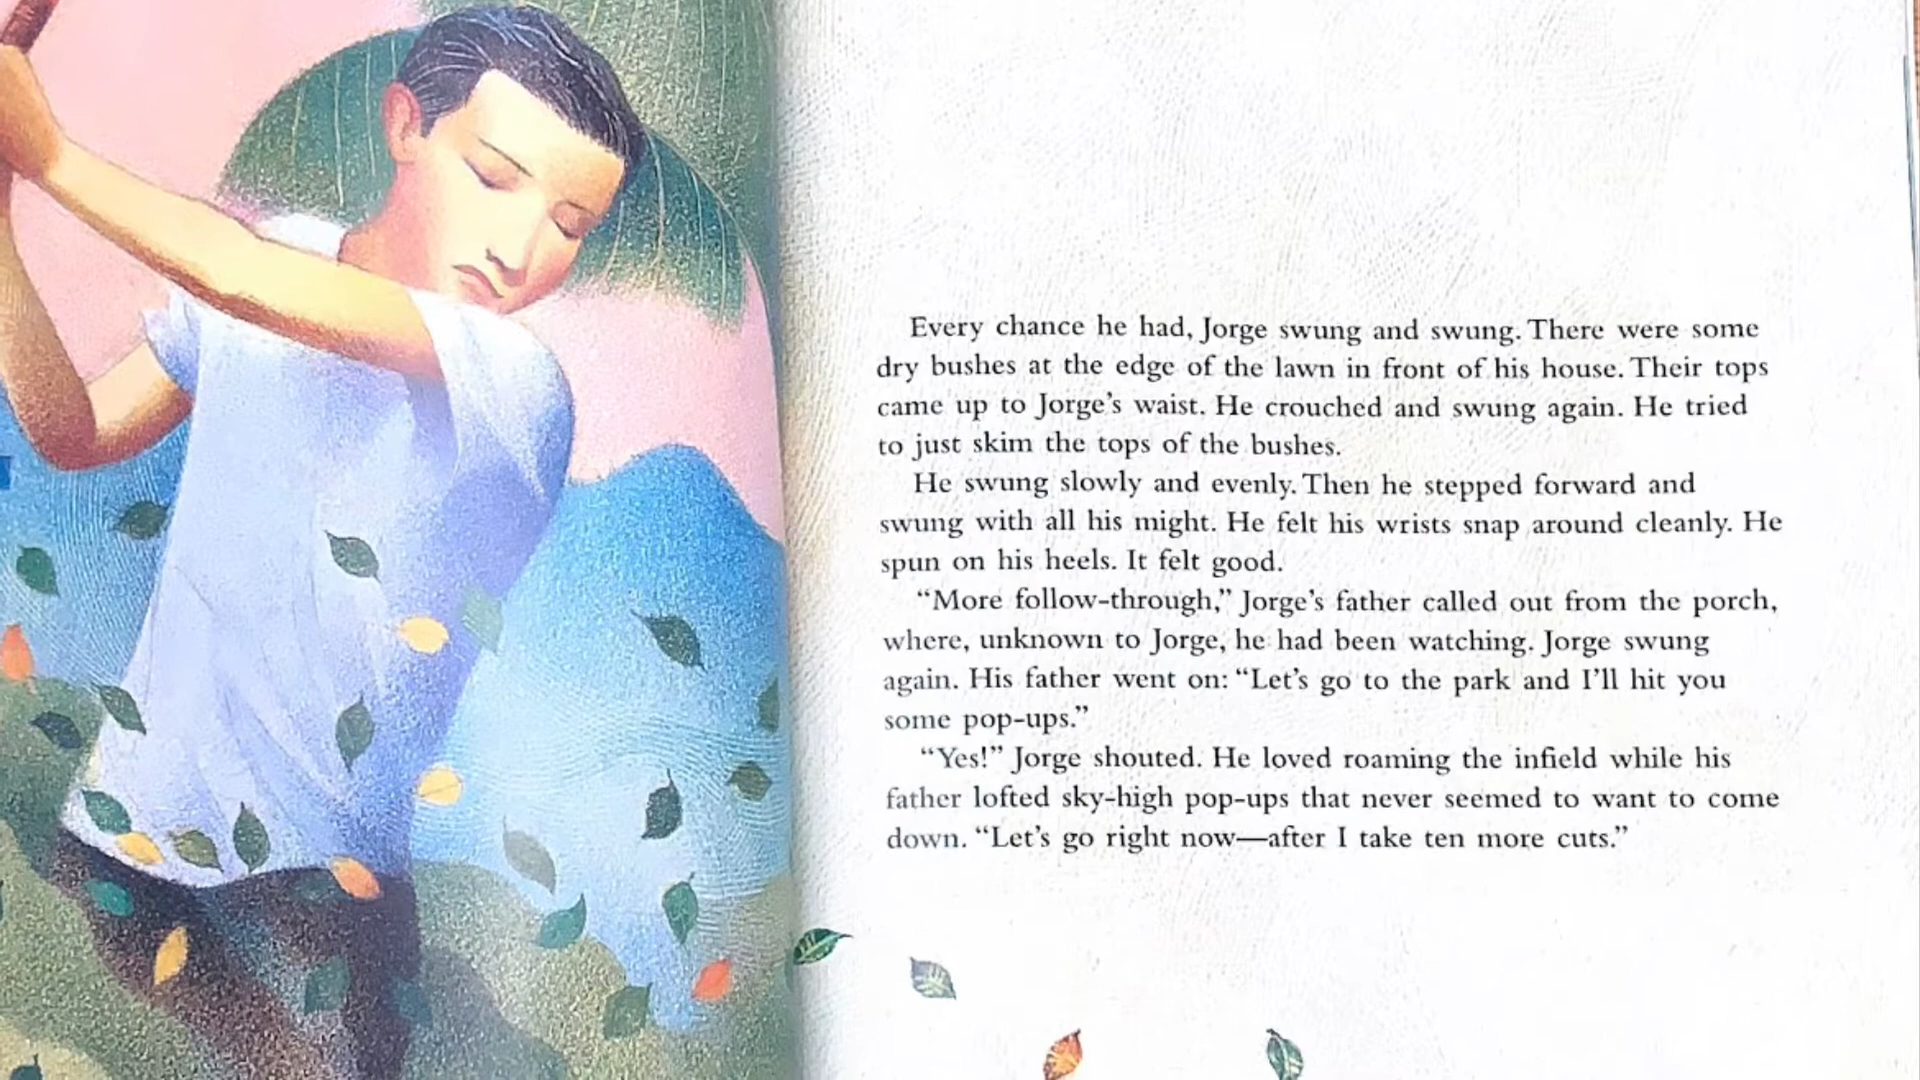 Every chance he had, Jorge swung and swung. There were some
dry bushes at the edge of the lawn in front of his house. Their tops
came up to Jorge’s waist. He crouched and swung again. He tried
to just skim the tops of the bushes.
He swung slowly and evenly. Then he stepped forward and
swung with all his might. He felt his wrists snap around cleanly. He
spun on his heels. It felt good.
“More follow-through,” Jorge’s father called out from the porch,
where, unknown to Jorge, he had been watching. Jorge swung
again. His father went on: “Let’s go to the park and I’ll hit you
some pop-ups.”
“Yes!” Jorge shouted. He loved roaming the infield while his
father lofted sky-high pop-ups that never seemed to want to come
down. “Let’s go right now—after I take ten more cuts.”